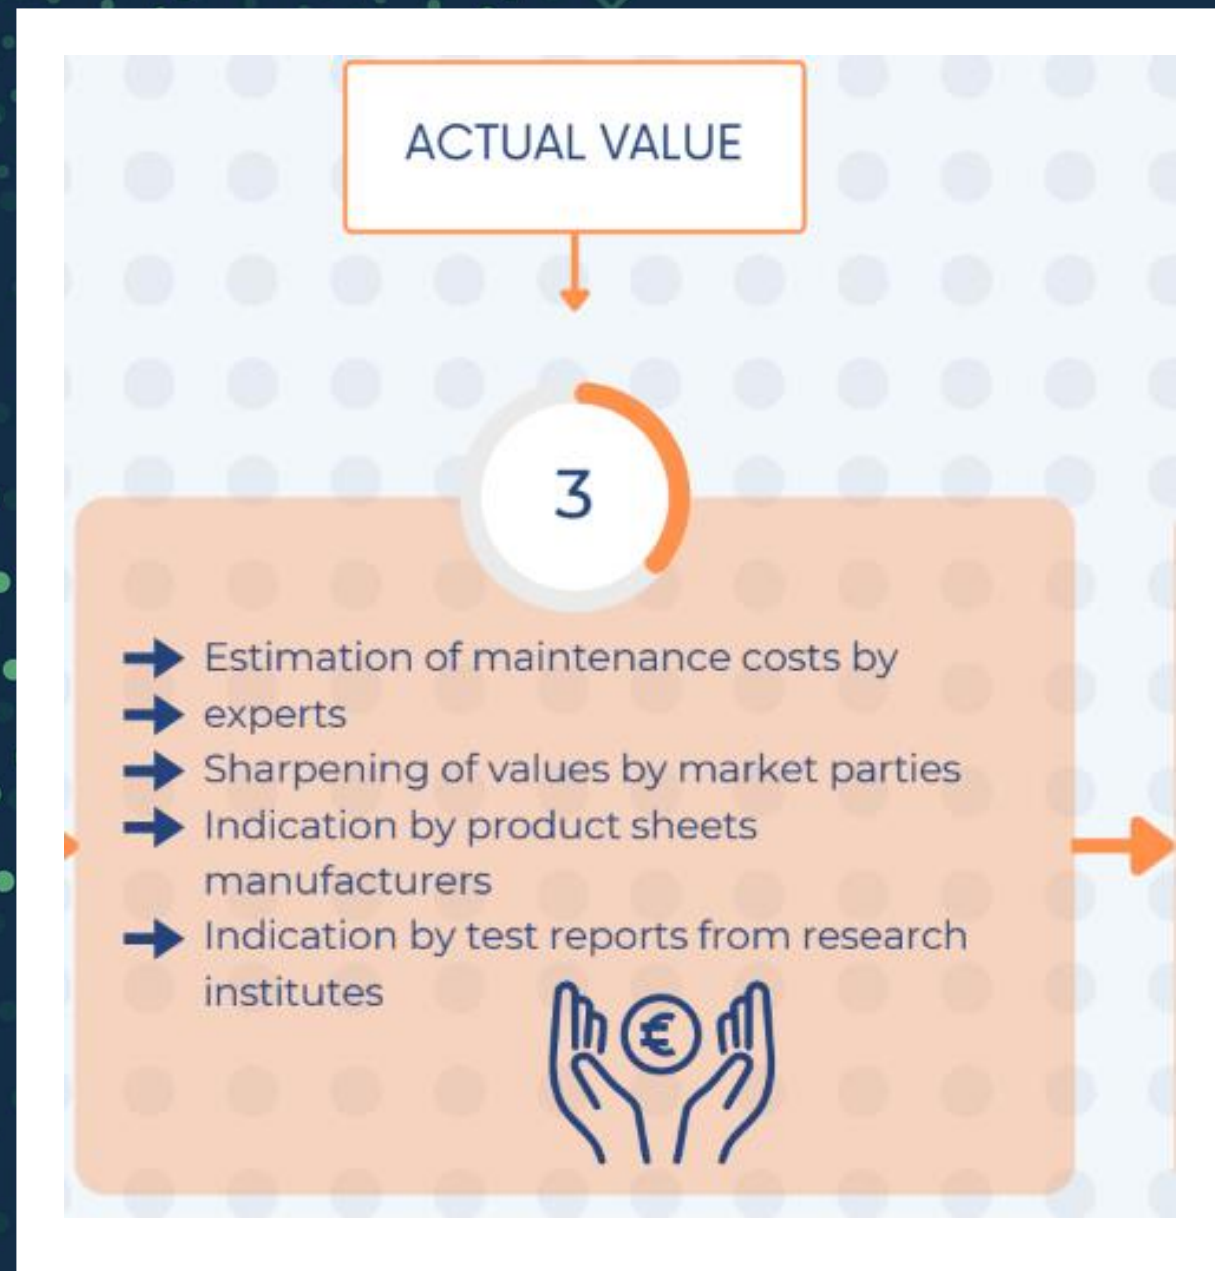 ACTUAL VALUE
3
Estimation of maintenance costs by
experts
Sharpening of values by market parties
Indication by product sheets
manufacturers
Indication by test reports from research
institutes
€